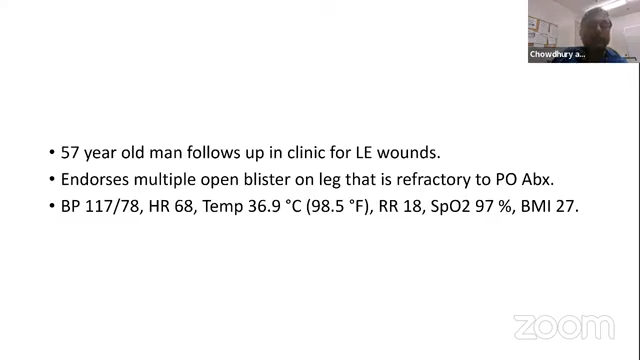 Chowdhury a...
• 57 year old man follows up in clinic for LE wounds.
• Endorses multiple open blister on leg that is refractory to PO Abx.
• BP 117/78, HR 68, Temp 36.9 °C (98.5 °F), RR 18, SpO2 97 %, BMI 27.
zoom